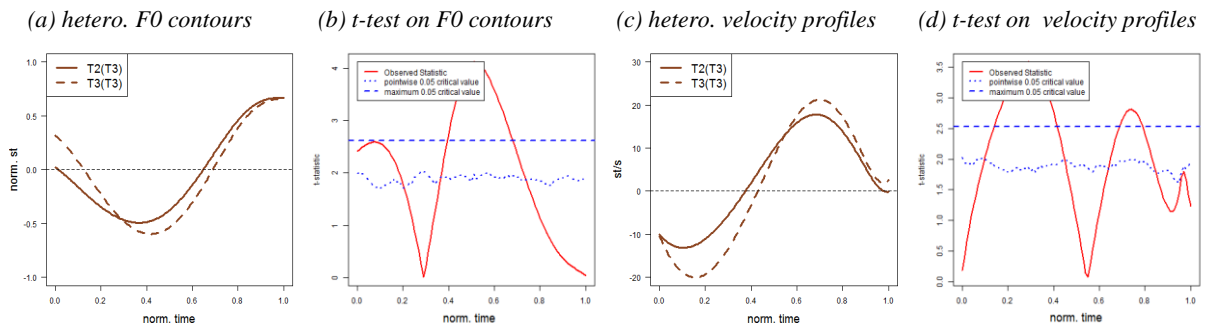 (a) hetero. F0 contours
(b) t-test on F0 contours
(c) hetero. velocity profiles
(d) t-test on velocity profiles
T2(T3)
T3(T3)
norm. st
1.0
0.5
0.0
-0.5
-1.0
0.0 0.2 0.4 0.6 0.8 1.0
norm. time
Observed Statistic
pointwise 0.05 critical value
maximum 0.05 critical value
t-statistic
4
3
2
1
0
0.0 0.2 0.4 0.6 0.8 1.0
norm. time
T2(T3)
T3(T3)
st/s
30
20
10
0
-10
-20
0.0 0.2 0.4 0.6 0.8 1.0
norm. time
Observed Statistic
pointwise 0.05 critical value
maximum 0.05 critical value
t-statistic
3.5
3.0
2.5
2.0
1.5
1.0
0.5
0.0
0.0 0.2 0.4 0.6 0.8 1.0
norm. time